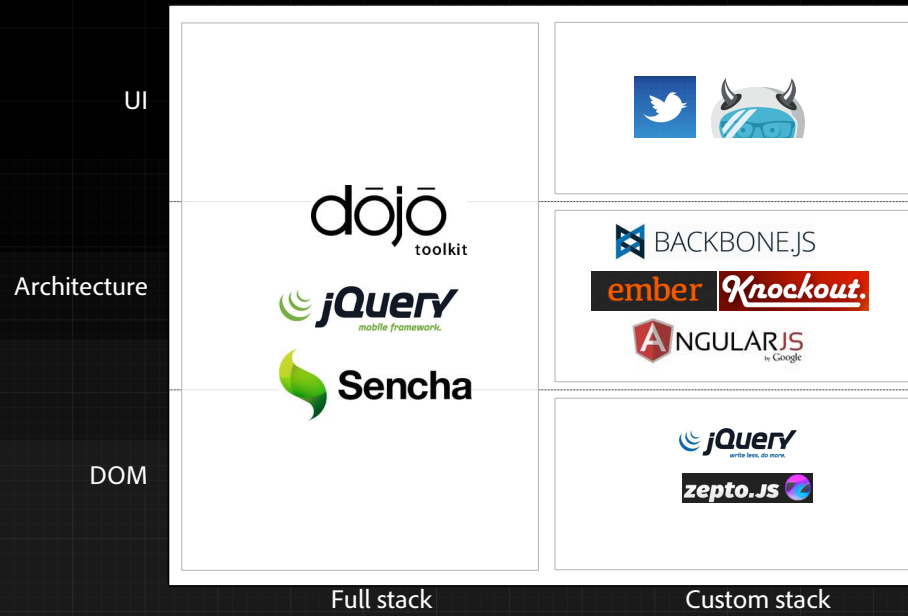 UI
dōjō
toolkit
BACKBONE.JS
Architecture
ember Knockout.
jQuery
mobile framework.
ANGULARJS
by Google
Sencha
jQuery
write less, do more.
DOM
zepto.JS
Full stack
Custom stack